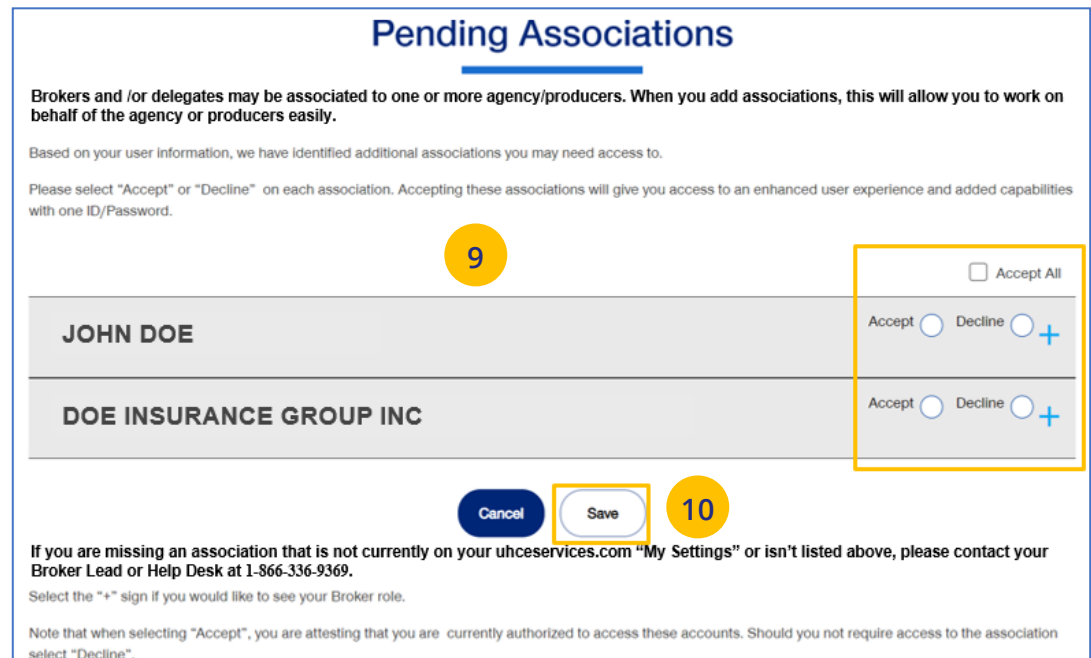 Pending Associations
Brokers and /or delegates may be associated to one or more agency/producers. When you add associations, this will allow you to work on
behalf of the agency or producers easily.
Based on your user information, we have identified additional associations you may need access to.
Please select “Accept” or “Decline” on each association. Accepting these associations will give you access to an enhanced user experience and added capabilities
with one ID/Password.
9
Accept All
JOHN DOE
Accept Decline +
DOE INSURANCE GROUP INC
Accept Decline +
Cancel Save 10
If you are missing an association that is not currently on your uhceservices.com “My Settings” or isn’t listed above, please contact your
Broker Lead or Help Desk at 1-866-336-9369.
Select the “+” sign if you would like to see your Broker role.
Note that when selecting “Accept”, you are attesting that you are currently authorized to access these accounts. Should you not require access to the association
select “Decline”.